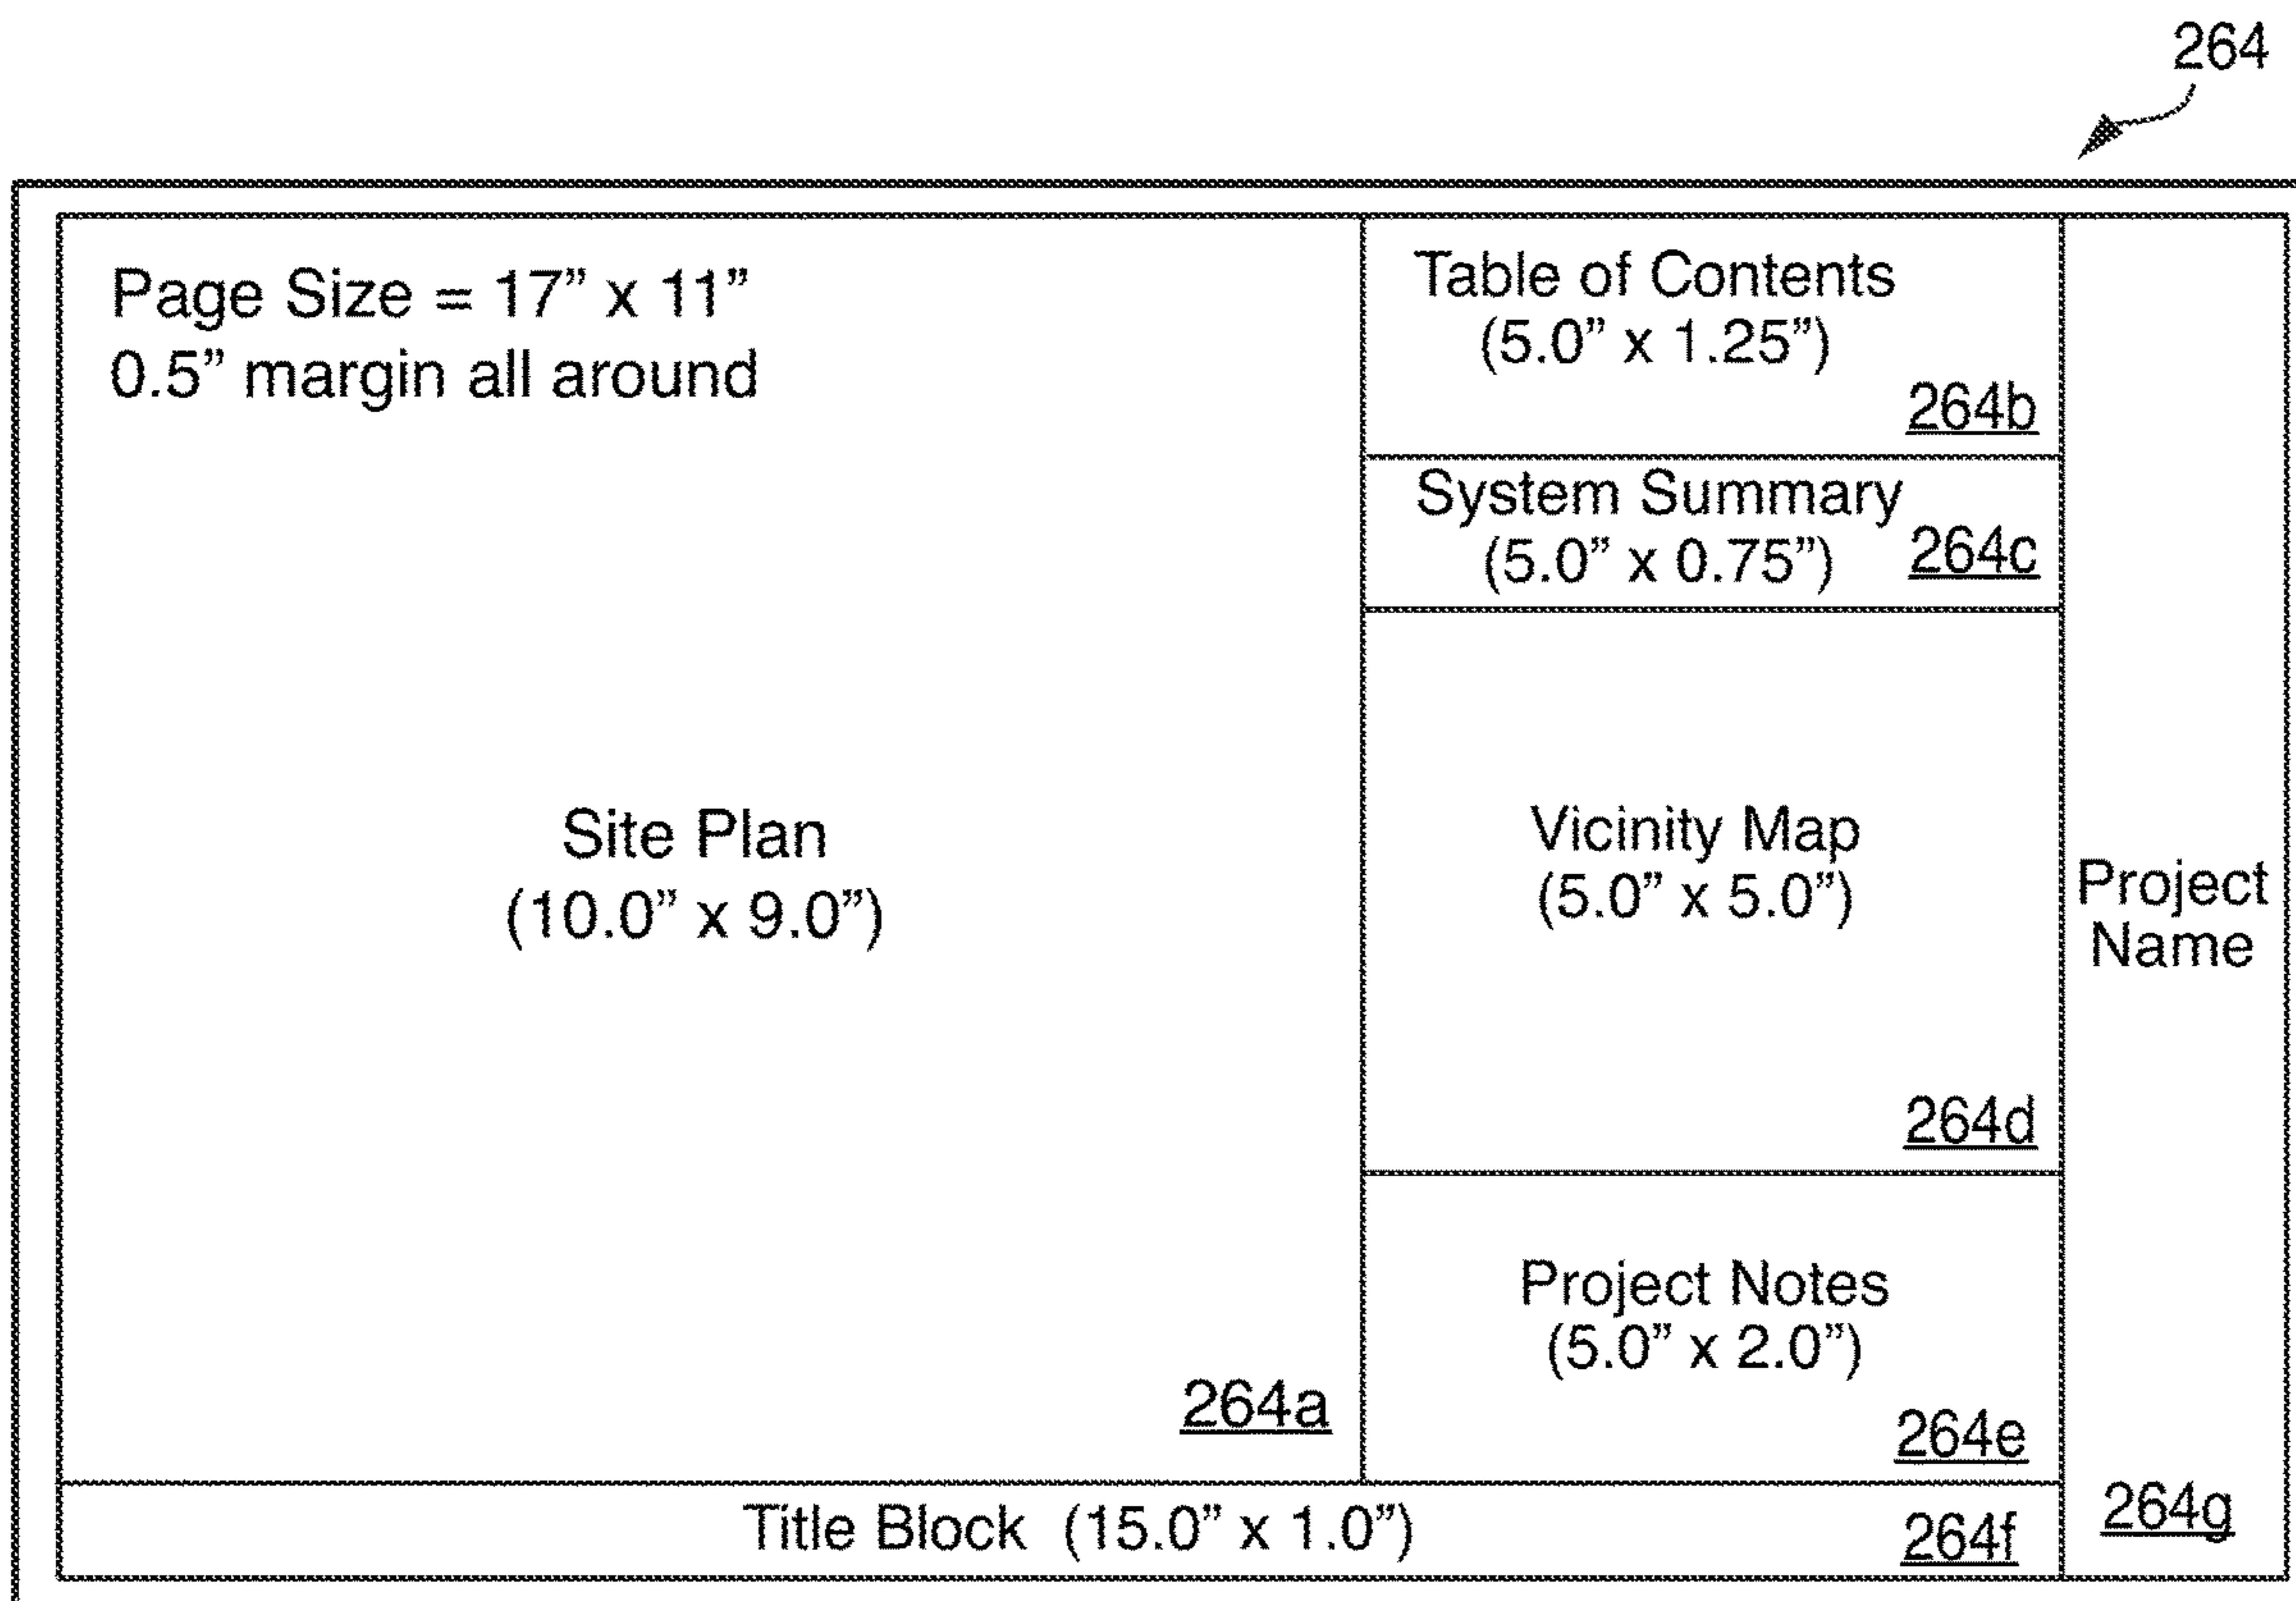 264
Page Size = 17” x 11”
0.5” margin all around
Site Plan
(10.0” x 9.0”)
264a
Table of Contents
(5.0” x 1.25”)
264b
System Summary
(5.0” x 0.75”)
264c
Vicinity Map
(5.0” x 5.0”)
264d
Project Notes
(5.0” x 2.0”)
264e
Title Block (15.0” x 1.0”)
264f
Project
Name
264g